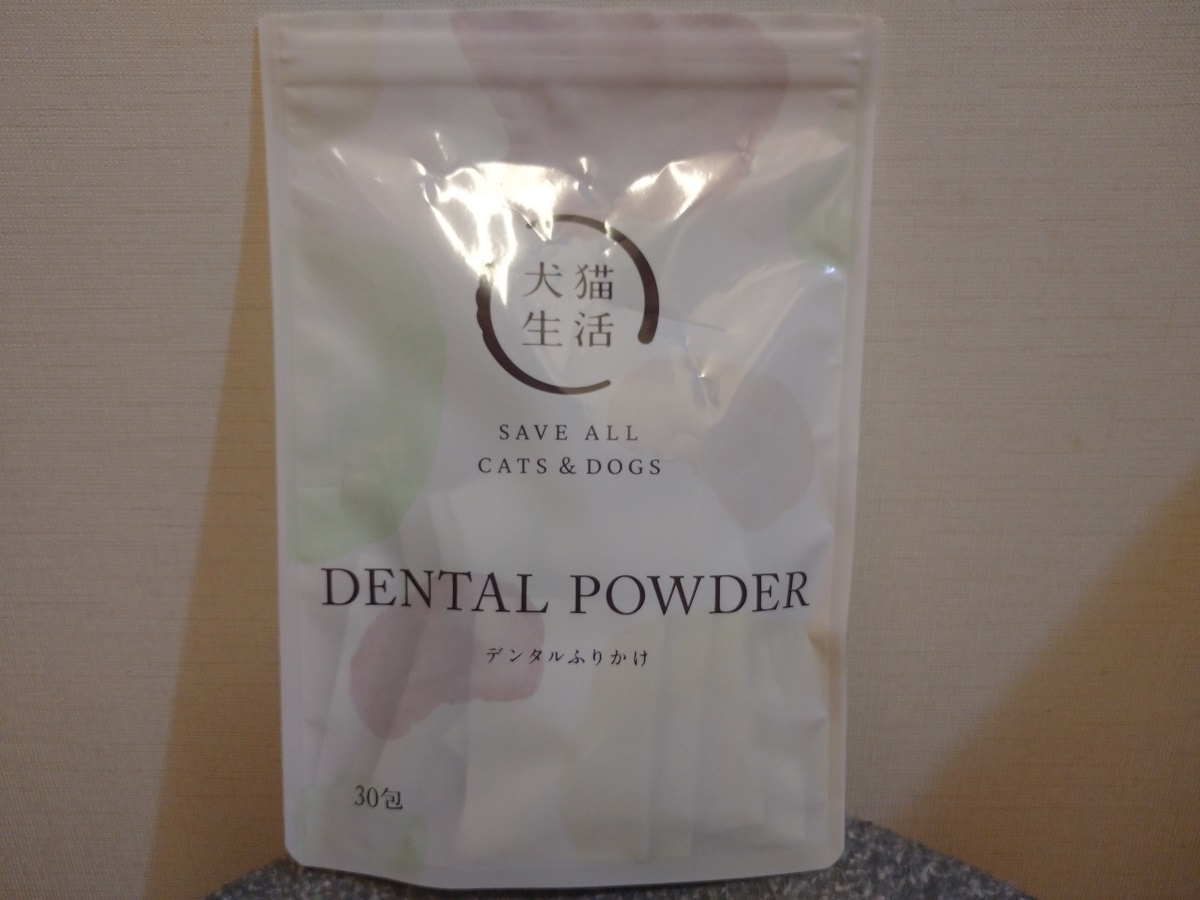 犬猫
生活
SAVE ALL
CATS & DOGS
DENTAL POWDER
デンタルふりかけ
30包